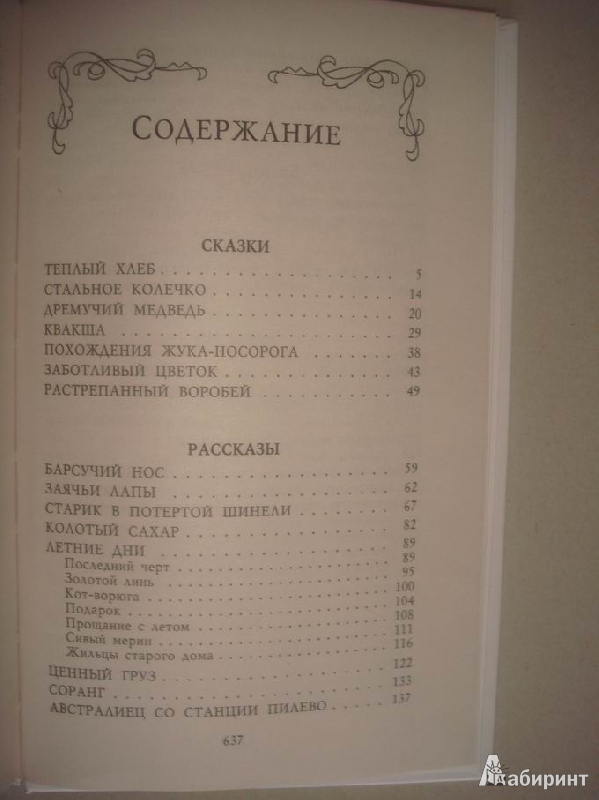 СОДЕРЖАНИЕ
СКАЗКИ
ТЕПЛЫЙ ХЛЕБ . . . . . . . . . . . . . . . . . 5
СТАЛЬНОЕ КОЛЕЧКО . . . . . . . . . . . . . . 14
ДРЕМУЧИЙ МЕДВЕДЬ . . . . . . . . . . . . . . 20
КВАКША . . . . . . . . . . . . . . . . . . . 29
ПОХОЖДЕНИЯ ЖУКА-НОСОРОГА . . . . . . . . 38
ЗАБОТЛИВЫЙ ЦВЕТОК . . . . . . . . . . . . . 43
РАСТРЕПАННЫЙ ВОРОБЕЙ . . . . . . . . . . . 49
РАССКАЗЫ
БАРСУЧИЙ НОС . . . . . . . . . . . . . . . . 59
ЗАЯЧЬИ ЛАПЫ . . . . . . . . . . . . . . . . 62
СТАРИК В ПОТЕРТОЙ ШИНЕЛИ . . . . . . . . . 67
КОЛОТЫЙ САХАР . . . . . . . . . . . . . . . 82
ЛЕТНИЕ ДНИ . . . . . . . . . . . . . . . . . 89
Последний черт . . . . . . . . . . . . . . . 89
Золотой линь . . . . . . . . . . . . . . . . 95
Кот-ворюга . . . . . . . . . . . . . . . . . 100
Подарок . . . . . . . . . . . . . . . . . . 104
Прощание с летом . . . . . . . . . . . . . . 108
Сивый мерин . . . . . . . . . . . . . . . . 111
Жильцы старого дома . . . . . . . . . . . . 116
ЦЕННЫЙ ГРУЗ . . . . . . . . . . . . . . . . 122
СОРАНГ . . . . . . . . . . . . . . . . . . . 133
АВСТРАЛИЕЦ СО СТАНЦИИ ПИЛЕВО . . . . . . . 137
637
Лабиринт